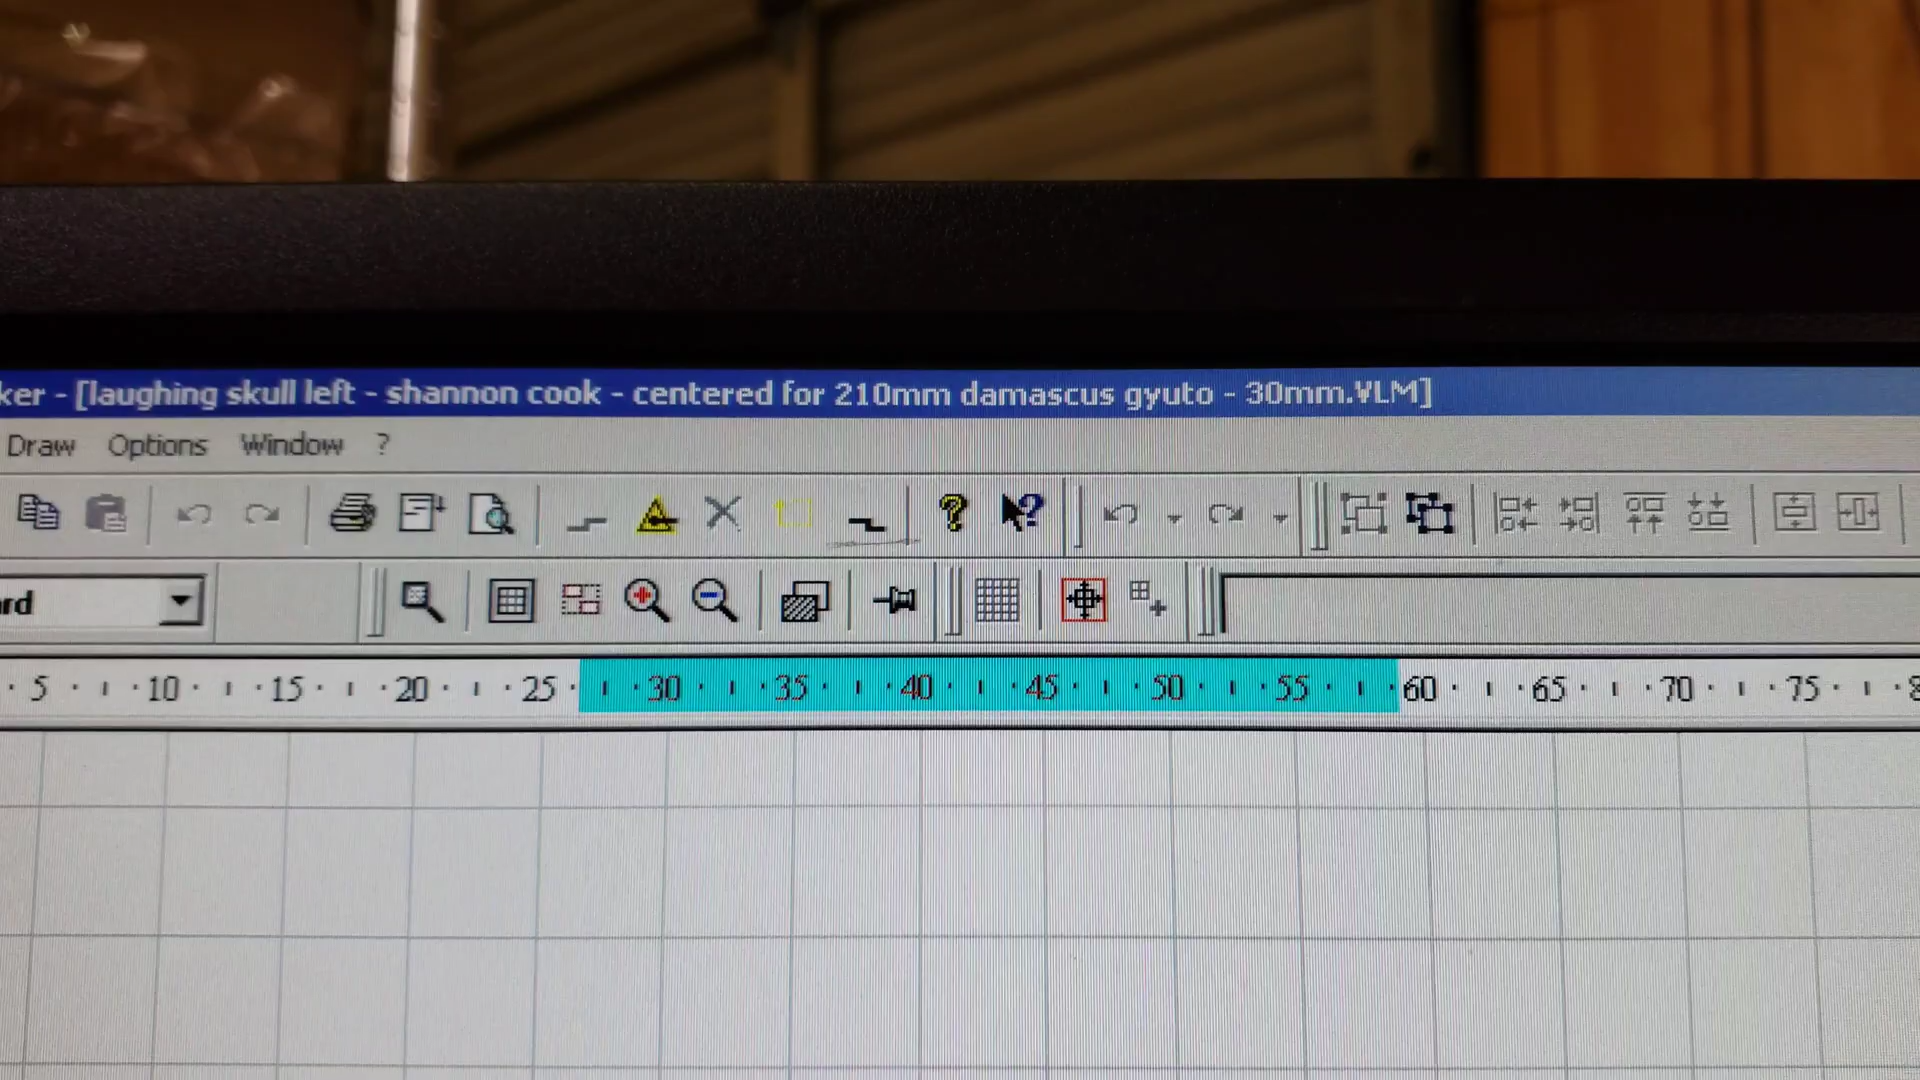 ker - [laughing skull left - shannon cook - centered for 210mm damascus gyuto - 30mm.VLM]
Draw Options Window ?
rd
5 10 15 20 25 30 35 40 45 50 55 60 65 70 75 8